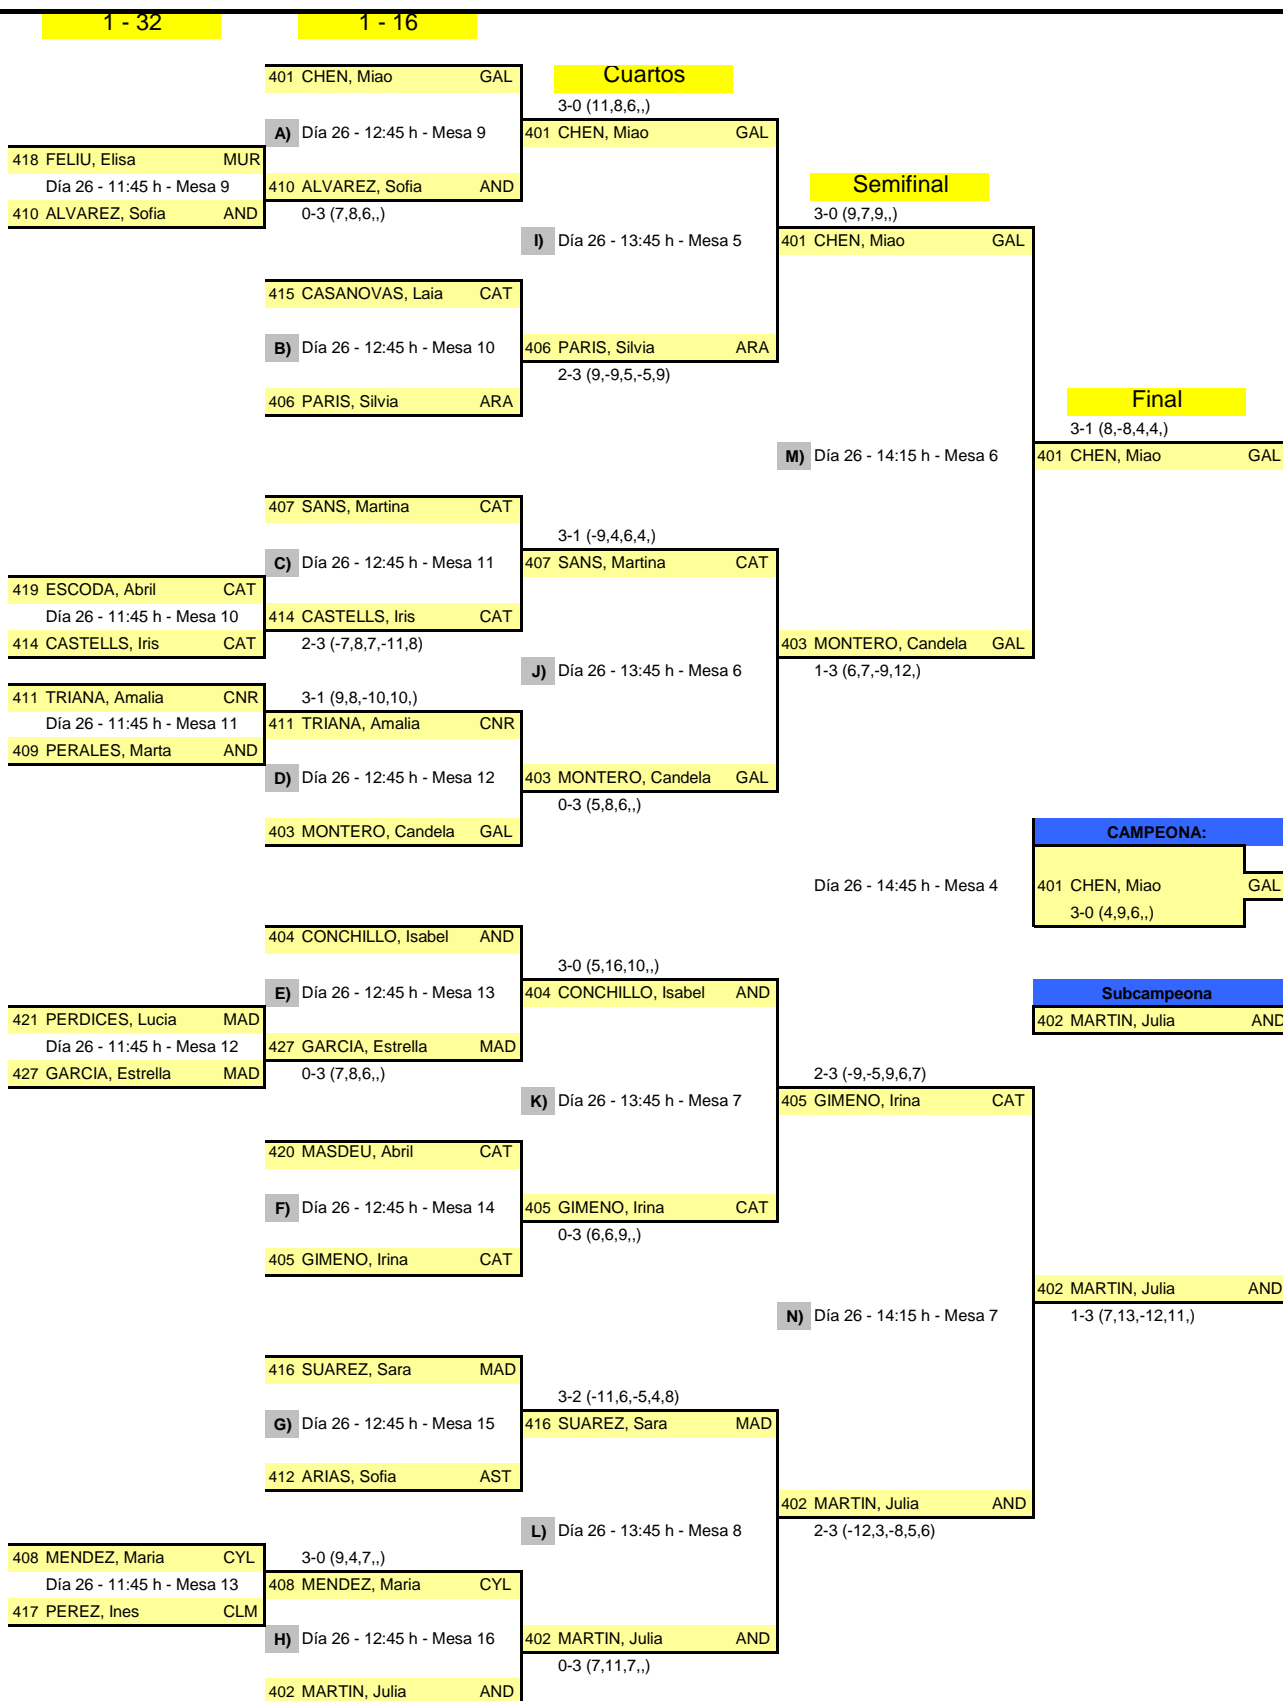 1 - 32 1 - 16
401 CHEN, Miao GAL Cuartos
3-0 (11,8,6,,)
A) Día 26 - 12:45 h - Mesa 9 401 CHEN, Miao GAL
418 FELIU, Elisa MUR
Día 26 - 11:45 h - Mesa 9 410 ALVAREZ, Sofia AND Semifinal
410 ALVAREZ, Sofia AND 0-3 (7,8,6,,) 3-0 (9,7,9,,)
I) Día 26 - 13:45 h - Mesa 5 401 CHEN, Miao GAL
415 CASANOVAS, Laia CAT
B) Día 26 - 12:45 h - Mesa 10 406 PARIS, Silvia ARA
2-3 (9,-9,5,-5,9)
406 PARIS, Silvia ARA Final
3-1 (8,-8,4,4,)
M) Día 26 - 14:15 h - Mesa 6 401 CHEN, Miao GAL
407 SANS, Martina CAT
3-1 (-9,4,6,4,)
C) Día 26 - 12:45 h - Mesa 11 407 SANS, Martina CAT
419 ESCODA, Abril CAT
Día 26 - 11:45 h - Mesa 10 414 CASTELLS, Iris CAT
414 CASTELLS, Iris CAT 2-3 (-7,8,7,-11,8) 403 MONTERO, Candela GAL
J) Día 26 - 13:45 h - Mesa 6 1-3 (6,7,-9,12,)
411 TRIANA, Amalia CNR 3-1 (9,8,-10,10,)
Día 26 - 11:45 h - Mesa 11 411 TRIANA, Amalia CNR
409 PERALES, Marta AND
D) Día 26 - 12:45 h - Mesa 12 403 MONTERO, Candela GAL
0-3 (5,8,6,,)
403 MONTERO, Candela GAL CAMPEONA:
Día 26 - 14:45 h - Mesa 4 401 CHEN, Miao GAL
3-0 (4,9,6,,)
404 CONCHILLO, Isabel AND
3-0 (5,16,10,,)
E) Día 26 - 12:45 h - Mesa 13 404 CONCHILLO, Isabel AND Subcampeona
421 PERDICES, Lucia MAD 402 MARTIN, Julia AND
Día 26 - 11:45 h - Mesa 12 427 GARCIA, Estrella MAD
427 GARCIA, Estrella MAD 0-3 (7,8,6,,) 2-3 (-9,-5,9,6,7)
K) Día 26 - 13:45 h - Mesa 7 405 GIMENO, Irina CAT
420 MASDEU, Abril CAT
F) Día 26 - 12:45 h - Mesa 14 405 GIMENO, Irina CAT
0-3 (6,6,9,,)
405 GIMENO, Irina CAT
402 MARTIN, Julia AND
N) Día 26 - 14:15 h - Mesa 7 1-3 (7,13,-12,11,)
416 SUAREZ, Sara MAD
3-2 (-11,6,-5,4,8)
G) Día 26 - 12:45 h - Mesa 15 416 SUAREZ, Sara MAD
412 ARIAS, Sofia AST
402 MARTIN, Julia AND
L) Día 26 - 13:45 h - Mesa 8 2-3 (-12,3,-8,5,6)
408 MENDEZ, Maria CYL 3-0 (9,4,7,,)
Día 26 - 11:45 h - Mesa 13 408 MENDEZ, Maria CYL
417 PEREZ, Ines CLM
H) Día 26 - 12:45 h - Mesa 16 402 MARTIN, Julia AND
0-3 (7,11,7,,)
402 MARTIN, Julia AND